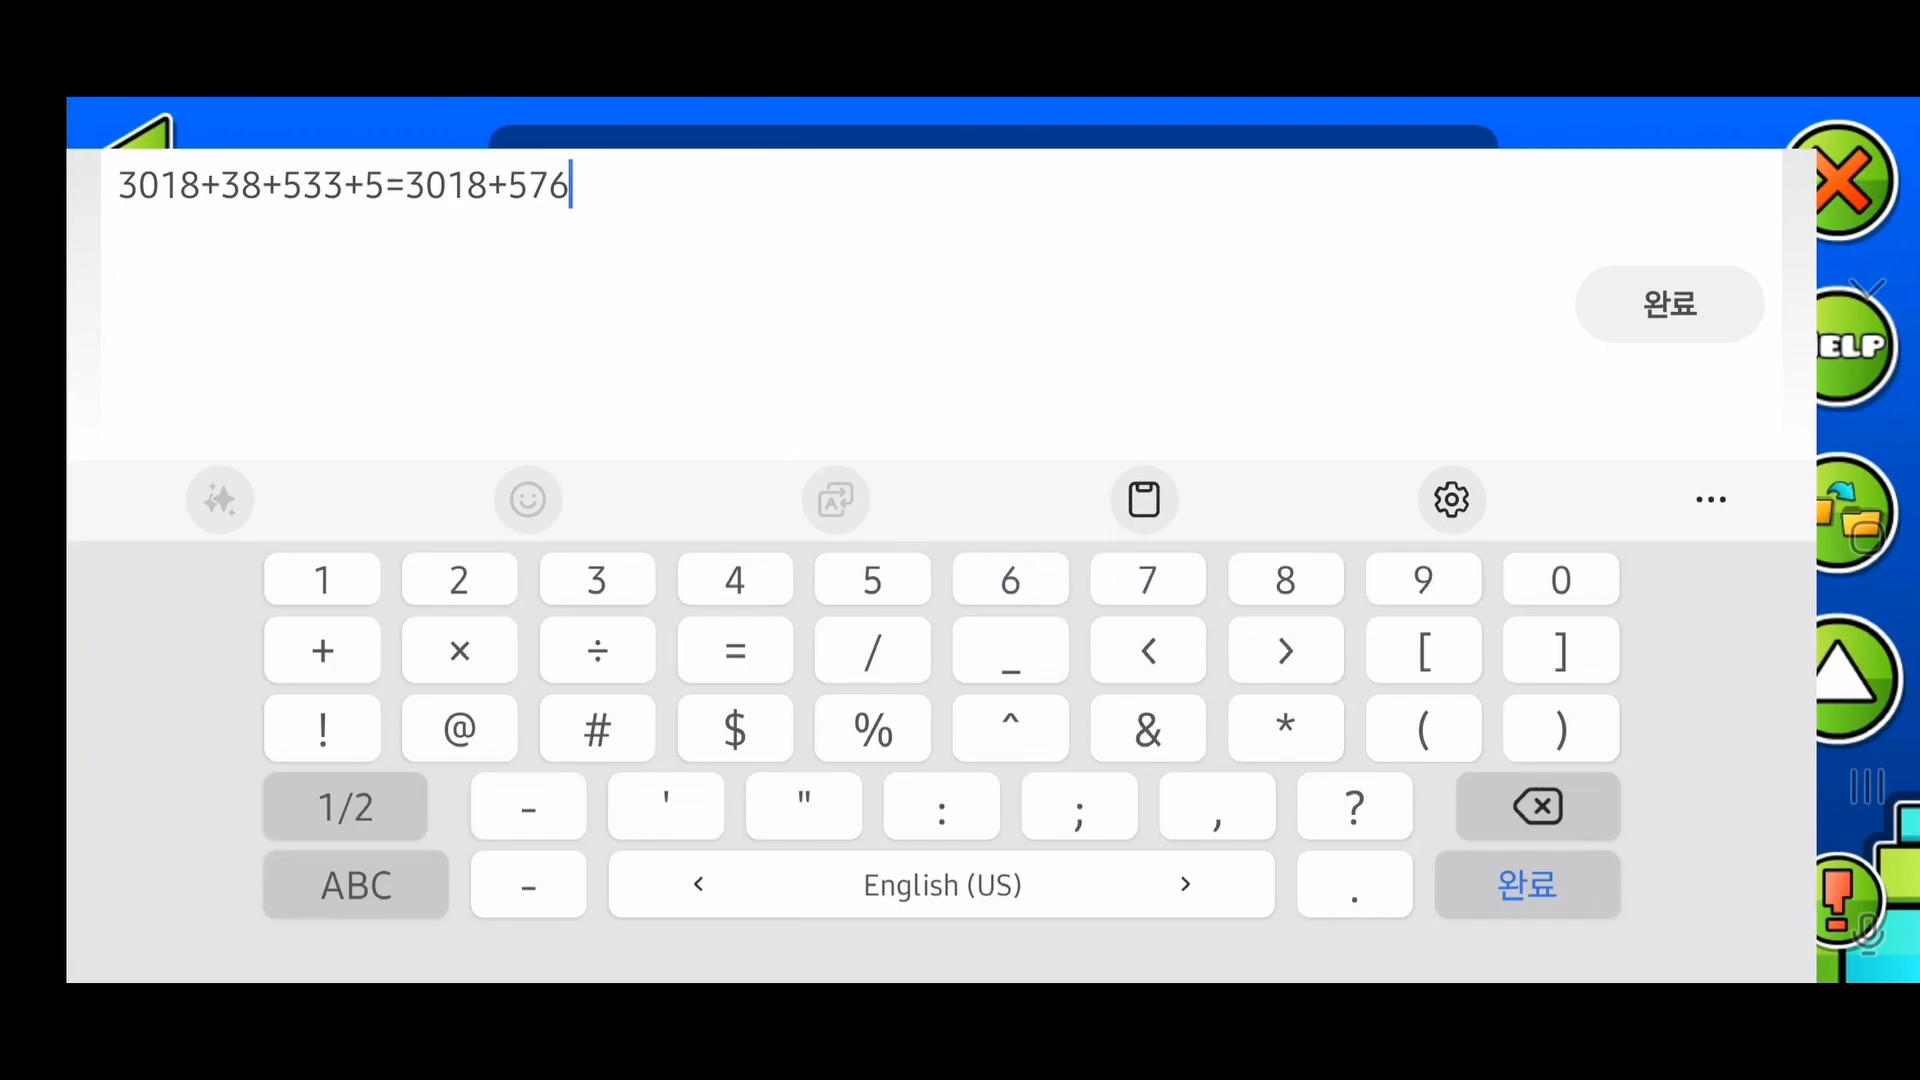 3018+38+533+5=3018+576
완료
ELP
1 2 3 4 5 6 7 8 9 0
+ × ÷ = / _ < > [ ]
! @ # $ % ^ & * ( )
1/2 - ' " : ; , ?
ABC - < English (US) > . 완료